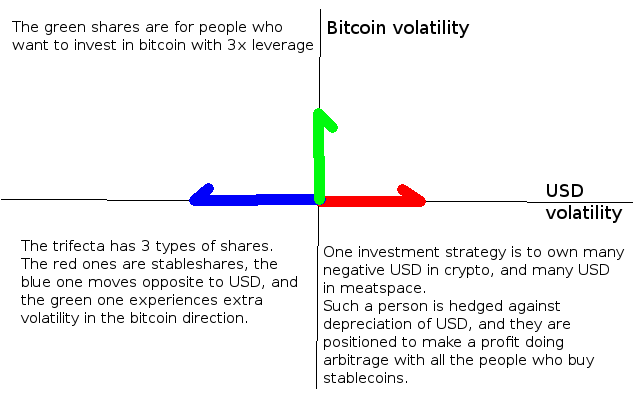 The green shares are for people who
want to invest in bitcoin with 3x leverage
Bitcoin volatility
USD
volatility
The trifecta has 3 types of shares.
The red ones are stableshares, the
blue one moves opposite to USD, and
the green one experiences extra
volatility in the bitcoin direction.
One investment strategy is to own many
negative USD in crypto, and many USD
in meatspace.
Such a person is hedged against
depreciation of USD, and they are
positioned to make a profit doing
arbitrage with all the people who buy
stablecoins.